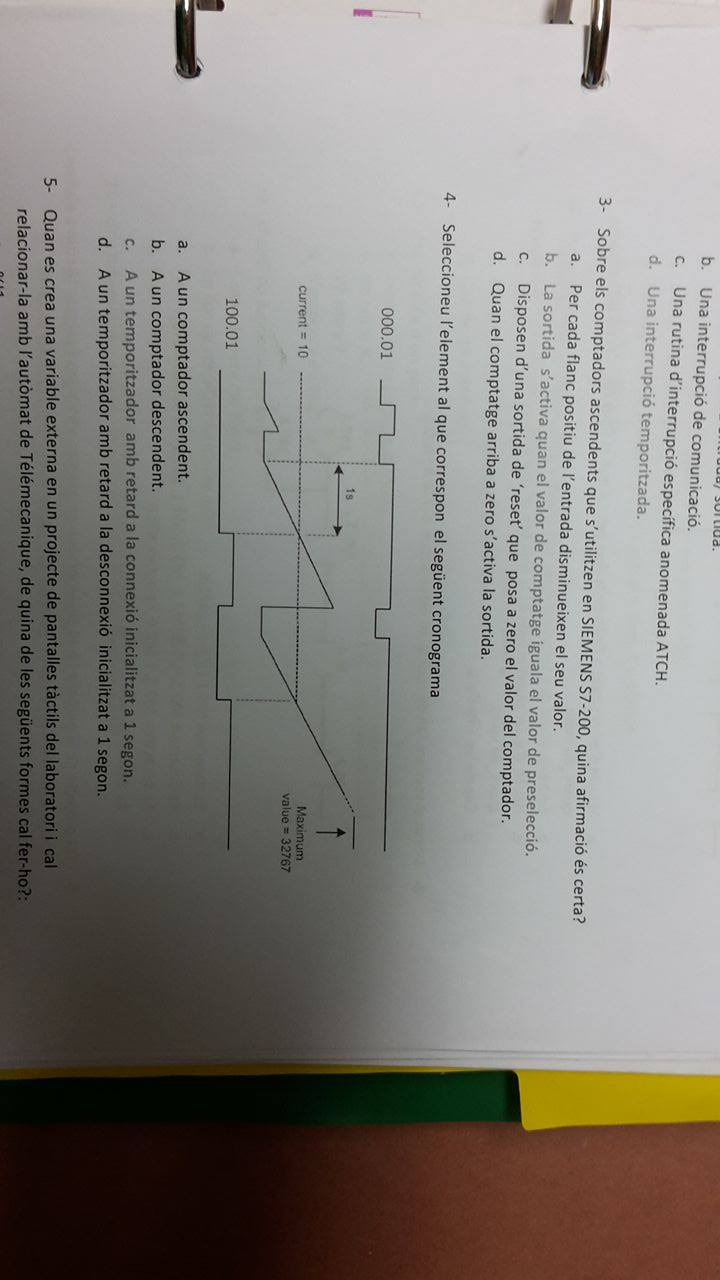 sortida.
b. Una interrupció de comunicació.
c. Una rutina d'interrupció específica anomenada ATCH.
d. Una interrupció temporitzada.
3- Sobre els comptadors ascendents que s'utilitzen en SIEMENS S7-200, quina afirmació és certa?
a. Per cada flanc positiu de l'entrada disminueixen el seu valor.
b. La sortida s'activa quan el valor de comptatge iguala el valor de preselecció.
c. Disposen d'una sortida de 'reset' que posa a zero el valor del comptador.
d. Quan el comptatge arriba a zero s'activa la sortida.
4- Seleccioneu l'element al que correspon el següent cronograma
000.01
1s
current = 10
Maximum
value = 32767
100.01
a. A un comptador ascendent.
b. A un comptador descendent.
c. A un temporitzador amb retard a la connexió inicialitzat a 1 segon.
d. A un temporitzador amb retard a la desconnexió inicialitzat a 1 segon.
5- Quan es crea una variable externa en un projecte de pantalles tàctils del laboratori i cal
relacionar-la amb l'autòmat de Télémecanique, de quina de les següents formes cal fer-ho?: